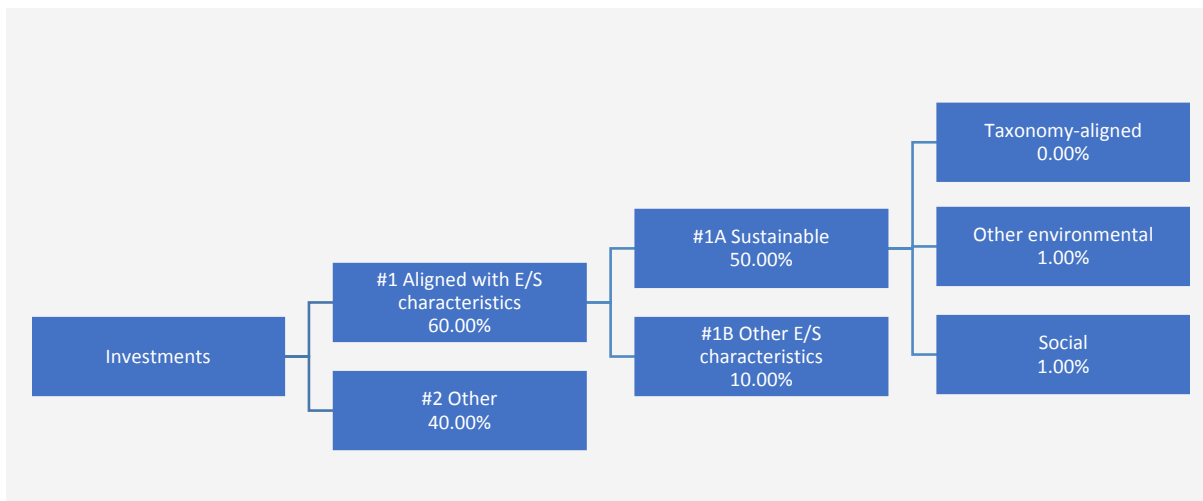 Investments
#1 Aligned with E/S
characteristics
60.00%
#2 Other
40.00%
#1A Sustainable
50.00%
#1B Other E/S
characteristics
10.00%
Taxonomy-aligned
0.00%
Other environmental
1.00%
Social
1.00%